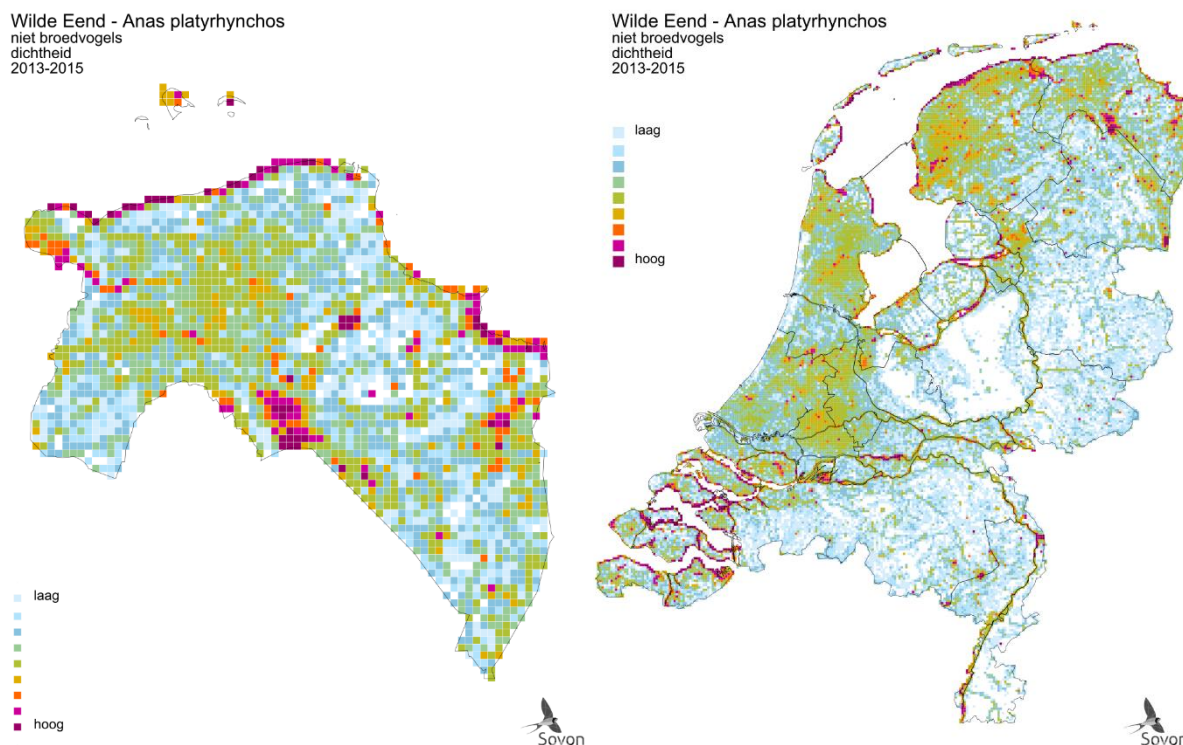 Wilde Eend - Anas platyrhynchos
niet broedvogels
dichtheid
2013-2015
laag
hoog
Sovon
Wilde Eend - Anas platyrhynchos
niet broedvogels
dichtheid
2013-2015
laag
hoog
Sovon